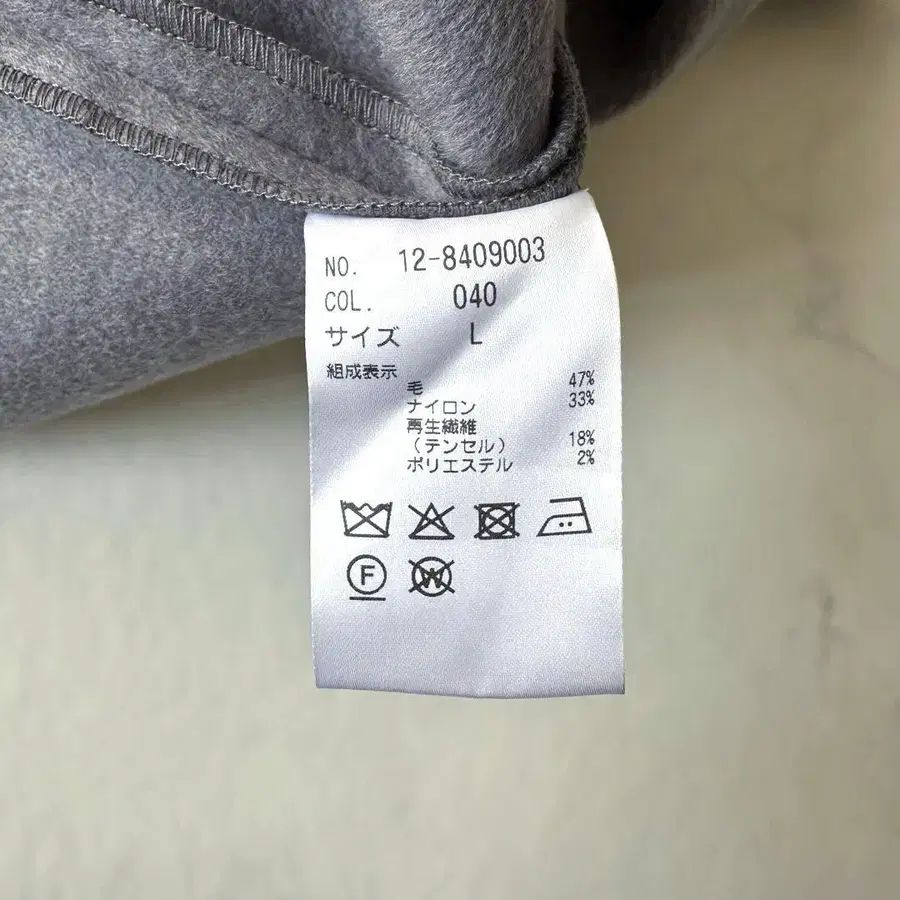 NO. 12-8409003
COL. 040
サイズ L
組成表示
毛 47%
ナイロン 33%
再生繊維
(テンセル) 18%
ポリエステル 2%
F W